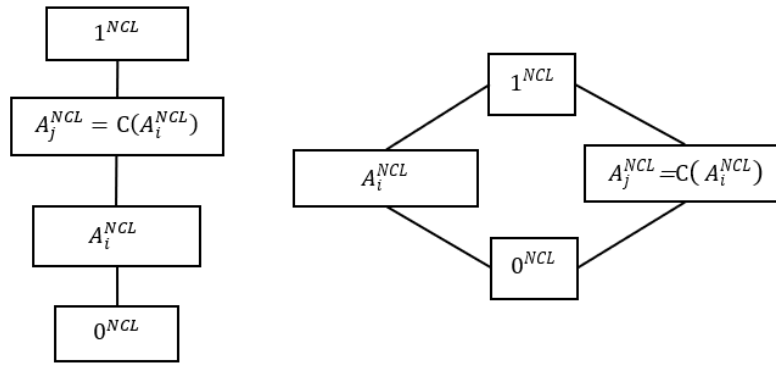 1^{NCL}
A_j^{NCL} = C(A_i^{NCL})
A_i^{NCL}
0^{NCL}
1^{NCL}
A_i^{NCL}
A_j^{NCL}=C( A_i^{NCL})
0^{NCL}